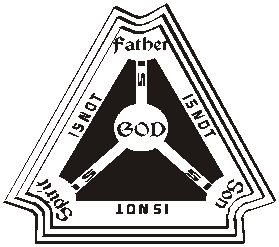 Father
IS
IS NOT
IS NOT
GOD
IS
IS
Spirit
Son
IS NOT